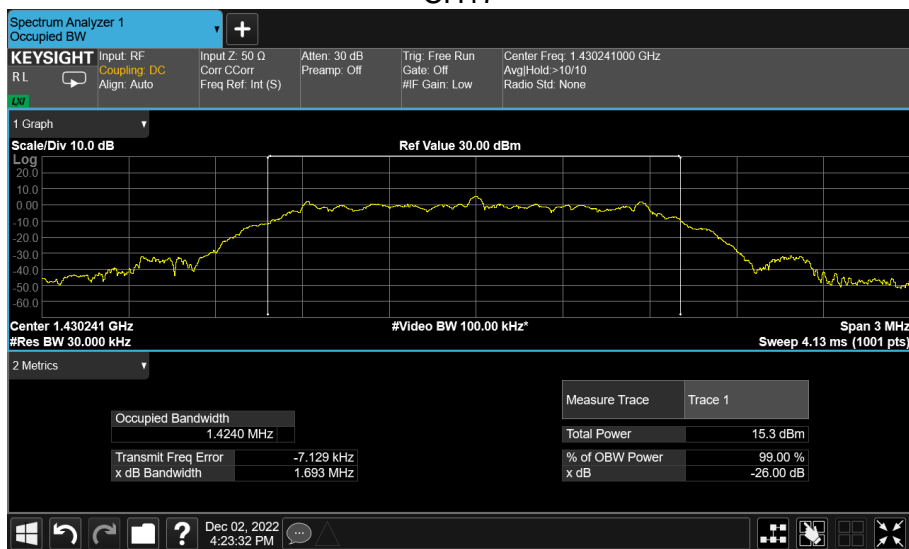 Spectrum Analyzer 1
Occupied BW
KEYSIGHT Input: RF Input Z: 50 Ω Atten: 30 dB Trig: Free Run Center Freq: 1.430241000 GHz
Coupling: DC Corr CCorr Preamp: Off Gate: Off Avg|Hold:>10/10
RL Align: Auto Freq Ref: Int (S) #IF Gain: Low Radio Std: None
LXI
1 Graph
Scale/Div 10.0 dB Ref Value 30.00 dBm
Log
20.0
10.0
0.00
-10.0
-20.0
-30.0
-40.0
-50.0
-60.0
Center 1.430241 GHz #Video BW 100.00 kHz* Span 3 MHz
#Res BW 30.000 kHz Sweep 4.13 ms (1001 pts)
2 Metrics
Measure Trace Trace 1
Occupied Bandwidth
1.4240 MHz Total Power 15.3 dBm
Transmit Freq Error -7.129 kHz % of OBW Power 99.00 %
x dB Bandwidth 1.693 MHz x dB -26.00 dB
? Dec 02, 2022
4:23:32 PM